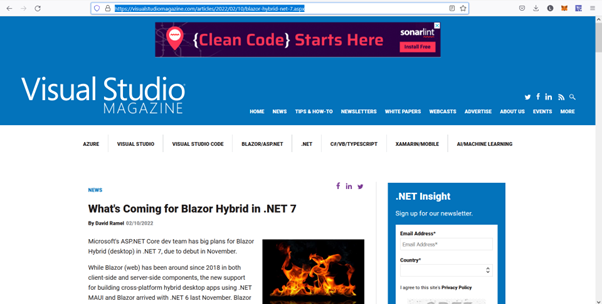 https://visualstudiomagazine.com/articles/2022/02/10/blazor-hybrid-net-7.aspx
{Clean Code} Starts Here
sonarlint
Install Free
Visual Studio
MAGAZINE
HOME NEWS TIPS & HOW-TO NEWSLETTERS WHITE PAPERS WEBCASTS ADVERTISE ABOUT US EVENTS MORE
AZURE VISUAL STUDIO VISUAL STUDIO CODE BLAZOR/ASP.NET .NET C#/VB/TYPESCRIPT XAMARIN/MOBILE AI/MACHINE LEARNING
NEWS
What's Coming for Blazor Hybrid in .NET 7
By David Ramel 02/10/2022
Microsoft's ASP.NET Core dev team has big plans for Blazor
Hybrid (desktop) in .NET 7, due to debut in November.
While Blazor (web) has been around since 2018 in both
client-side and server-side components, the new support
for building cross-platform hybrid desktop apps using .NET
MAUI and Blazor arrived with .NET 6 last November. Blazor
.NET Insight
Sign up for our newsletter.
Email Address*
Email Address*
Country*
I agree to this site's Privacy Policy